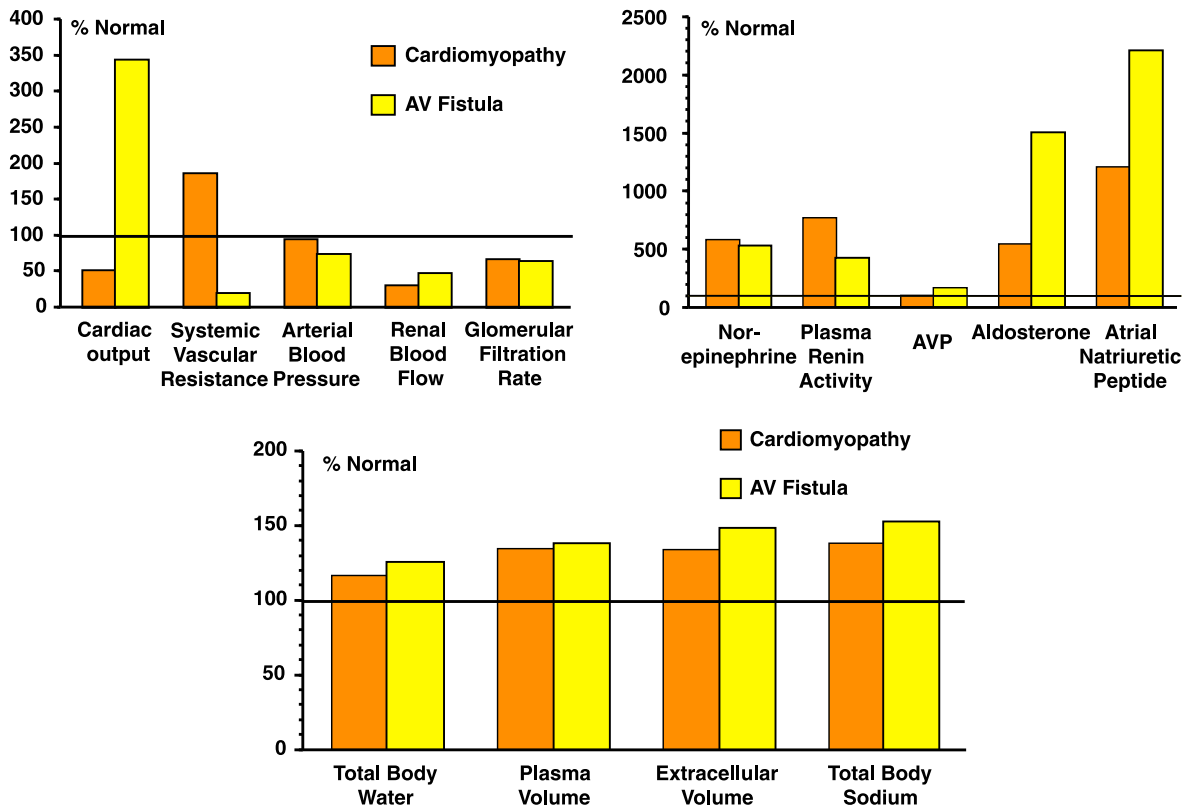 400
350
300
250
200
150
100
50
0
% Normal
Cardiomyopathy
AV Fistula
Cardiac
output
Systemic
Vascular
Resistance
Arterial
Blood
Pressure
Renal
Blood
Flow
Glomerular
Filtration
Rate
2500
2000
1500
1000
500
0
% Normal
Nor-
epinephrine
Plasma
Renin
Activity
AVP
Aldosterone
Atrial
Natriuretic
Peptide
200
150
100
50
0
% Normal
Cardiomyopathy
AV Fistula
Total Body
Water
Plasma
Volume
Extracellular
Volume
Total Body
Sodium